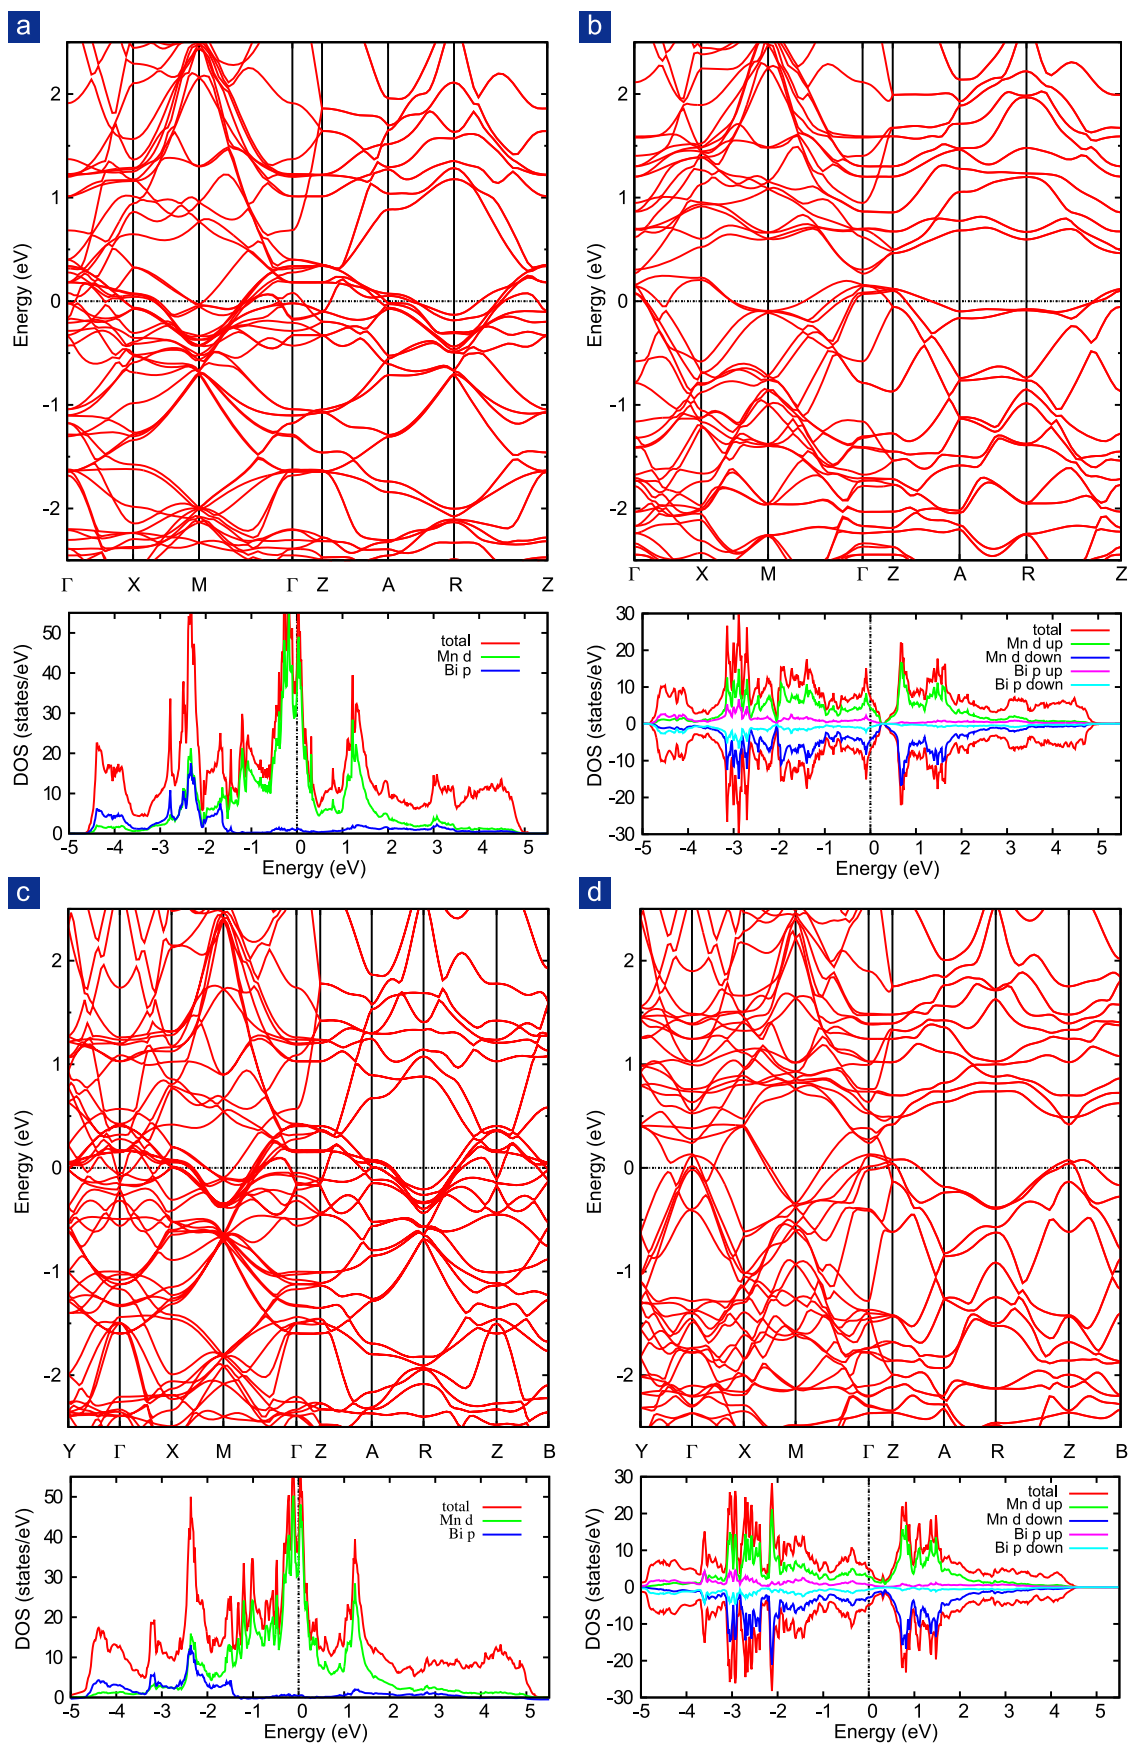 a
Energy (eV)
2
1
0
-1
-2
Γ X M Γ Z A R Z
DOS (states/eV)
50
40
30
20
10
0
total
Mn d
Bi p
-5 -4 -3 -2 -1 0 1 2 3 4 5
Energy (eV)
b
Energy (eV)
2
1
0
-1
-2
Γ X M Γ Z A R Z
DOS (states/eV)
30
20
10
0
-10
-20
-30
total
Mn d up
Mn d down
Bi p up
Bi p down
-5 -4 -3 -2 -1 0 1 2 3 4 5
Energy (eV)
c
Energy (eV)
2
1
0
-1
-2
Y Γ X M Γ Z A R Z B
DOS (states/eV)
50
40
30
20
10
0
total
Mn d
Bi p
-5 -4 -3 -2 -1 0 1 2 3 4 5
Energy (eV)
d
Energy (eV)
2
1
0
-1
-2
Y Γ X M Γ Z A R Z B
DOS (states/eV)
30
20
10
0
-10
-20
-30
total
Mn d up
Mn d down
Bi p up
Bi p down
-5 -4 -3 -2 -1 0 1 2 3 4 5
Energy (eV)